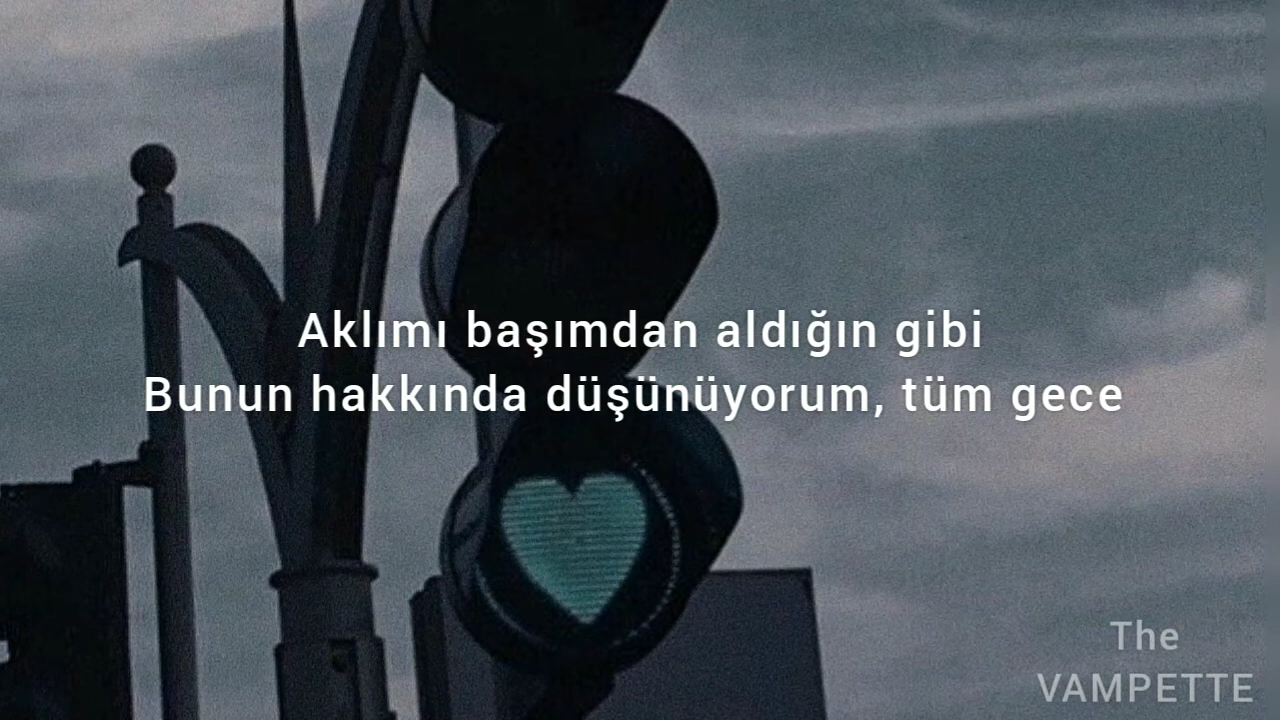 Aklımı başımdan aldığın gibi
Bunun hakkında düşünüyorum, tüm gece
The
VAMPETTE